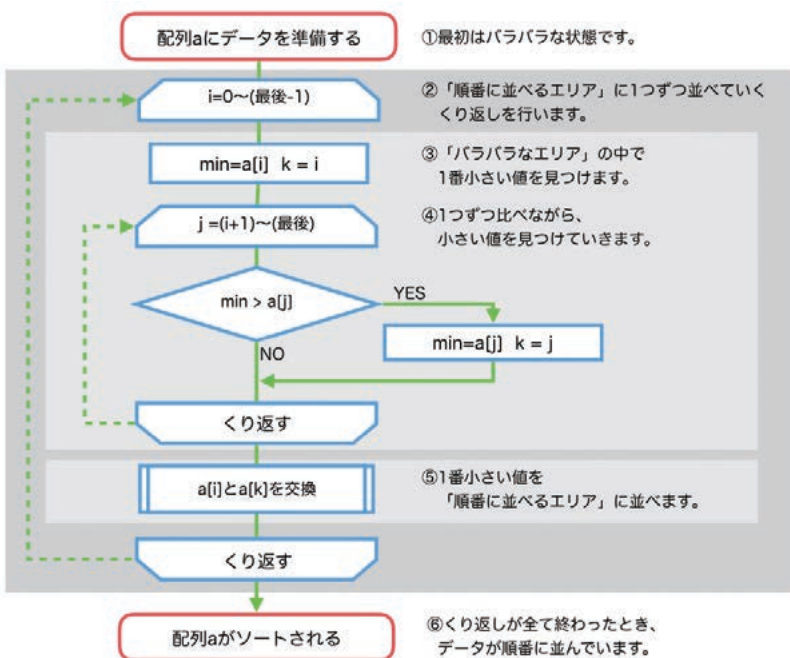 配列aにデータを準備する
①最初はバラバラな状態です。
i=0〜(最後-1)
②「順番に並べるエリア」に1つずつ並べていく
くり返しを行います。
min=a[i] k = i
③「バラバラなエリア」の中で
1番小さい値を見つけます。
j =(i+1)〜(最後)
④1つずつ比べながら、
小さい値を見つけていきます。
min > a[j]
YES
min=a[j] k = j
NO
くり返す
a[i]とa[k]を交換
⑤1番小さい値を
「順番に並べるエリア」に並べます。
くり返す
配列aがソートされる
⑥くり返しが全て終わったとき、
データが順番に並んでいます。